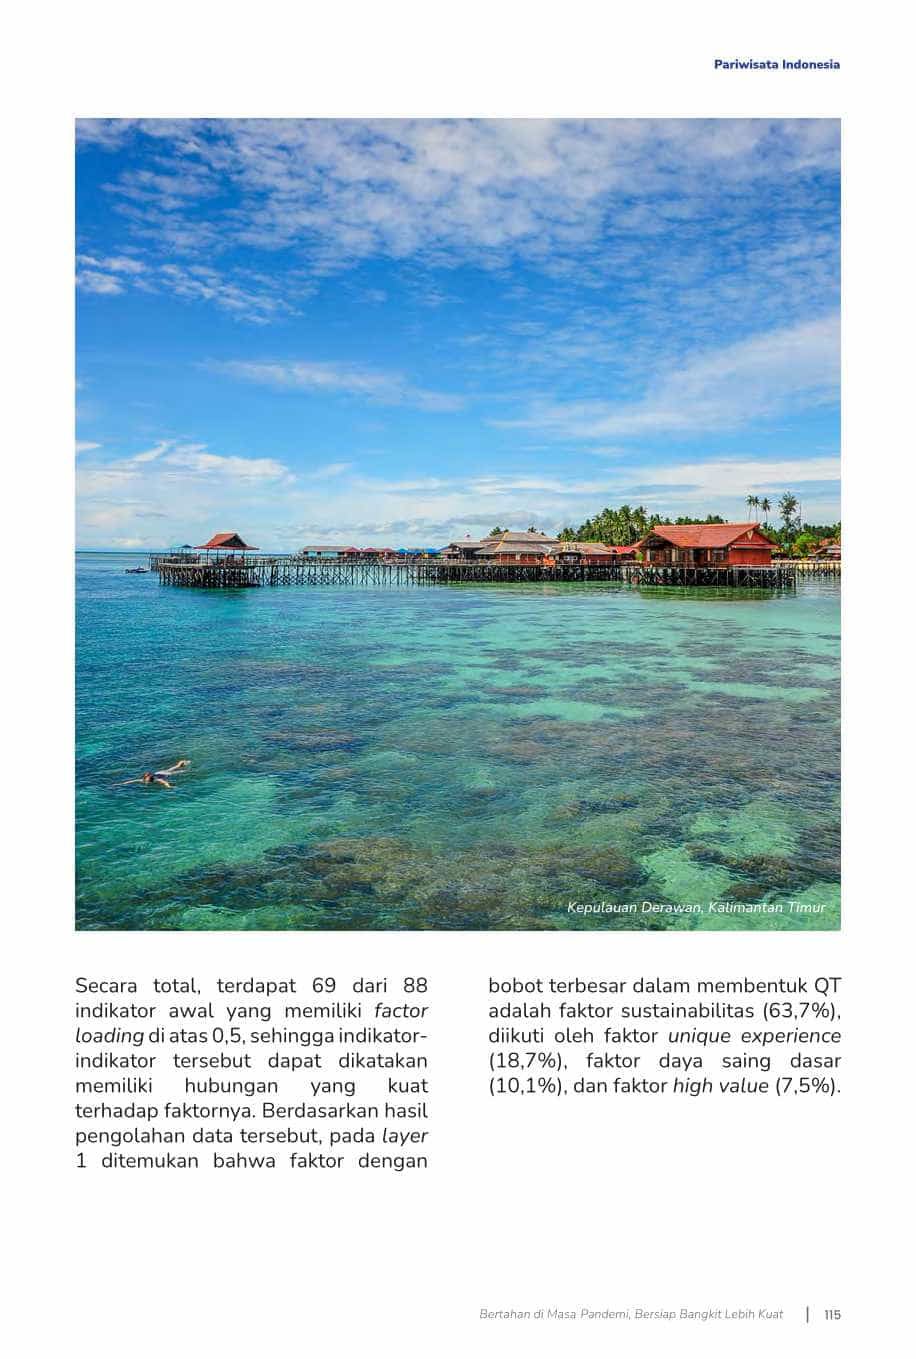 Pariwisata Indonesia
Kepulauan Derawan, Kalimantan Timur
Secara total, terdapat 69 dari 88
indikator awal yang memiliki factor
loading di atas 0,5, sehingga indikator-
indikator tersebut dapat dikatakan
memiliki hubungan yang kuat
terhadap faktornya. Berdasarkan hasil
pengolahan data tersebut, pada layer
1 ditemukan bahwa faktor dengan
bobot terbesar dalam membentuk QT
adalah faktor sustainabilitas (63,7%),
diikuti oleh faktor unique experience
(18,7%), faktor daya saing dasar
(10,1%), dan faktor high value (7,5%).
Bertahan di Masa Pandemi, Bersiap Bangkit Lebih Kuat | 115